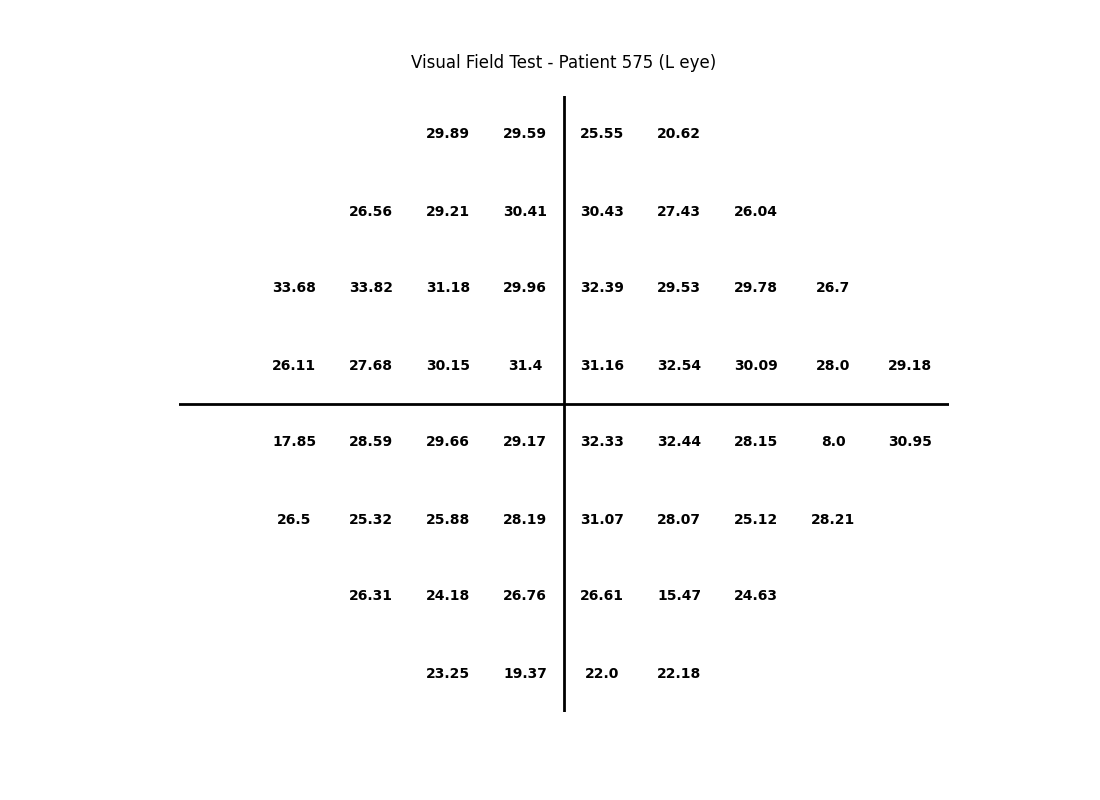 Visual Field Test - Patient 575 (L eye)
29.89 29.59 25.55 20.62
26.56 29.21 30.41 30.43 27.43 26.04
33.68 33.82 31.18 29.96 32.39 29.53 29.78 26.7
26.11 27.68 30.15 31.4 31.16 32.54 30.09 28.0 29.18
17.85 28.59 29.66 29.17 32.33 32.44 28.15 8.0 30.95
26.5 25.32 25.88 28.19 31.07 28.07 25.12 28.21
26.31 24.18 26.76 26.61 15.47 24.63
23.25 19.37 22.0 22.18